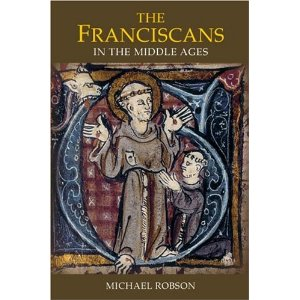 THE
FRANCISCANS
IN THE MIDDLE AGES
MICHAEL ROBSON